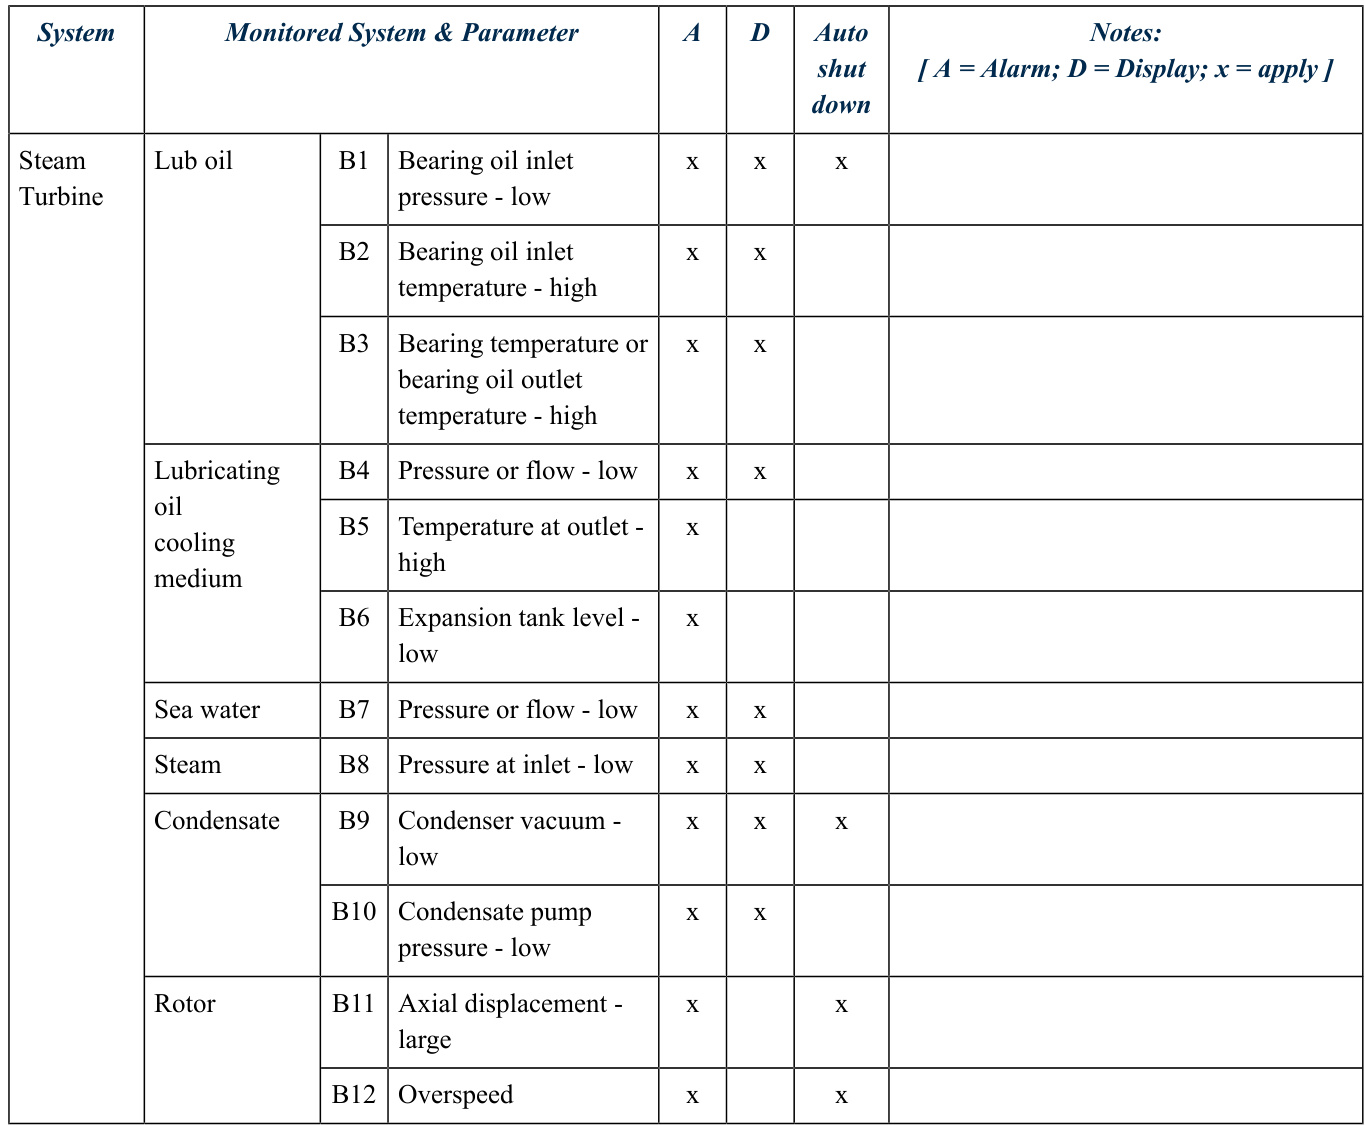 System Monitored System & Parameter A D Auto shut down Notes:
[ A = Alarm; D = Display; x = apply ]
Steam Turbine Lub oil B1 Bearing oil inlet pressure - low x x x
B2 Bearing oil inlet temperature - high x x
B3 Bearing temperature or bearing oil outlet temperature - high x x
Lubricating oil cooling medium B4 Pressure or flow - low x x
B5 Temperature at outlet - high x
B6 Expansion tank level - low x
Sea water B7 Pressure or flow - low x x
Steam B8 Pressure at inlet - low x x
Condensate B9 Condenser vacuum - low x x x
B10 Condensate pump pressure - low x x
Rotor B11 Axial displacement - large x x
B12 Overspeed x x